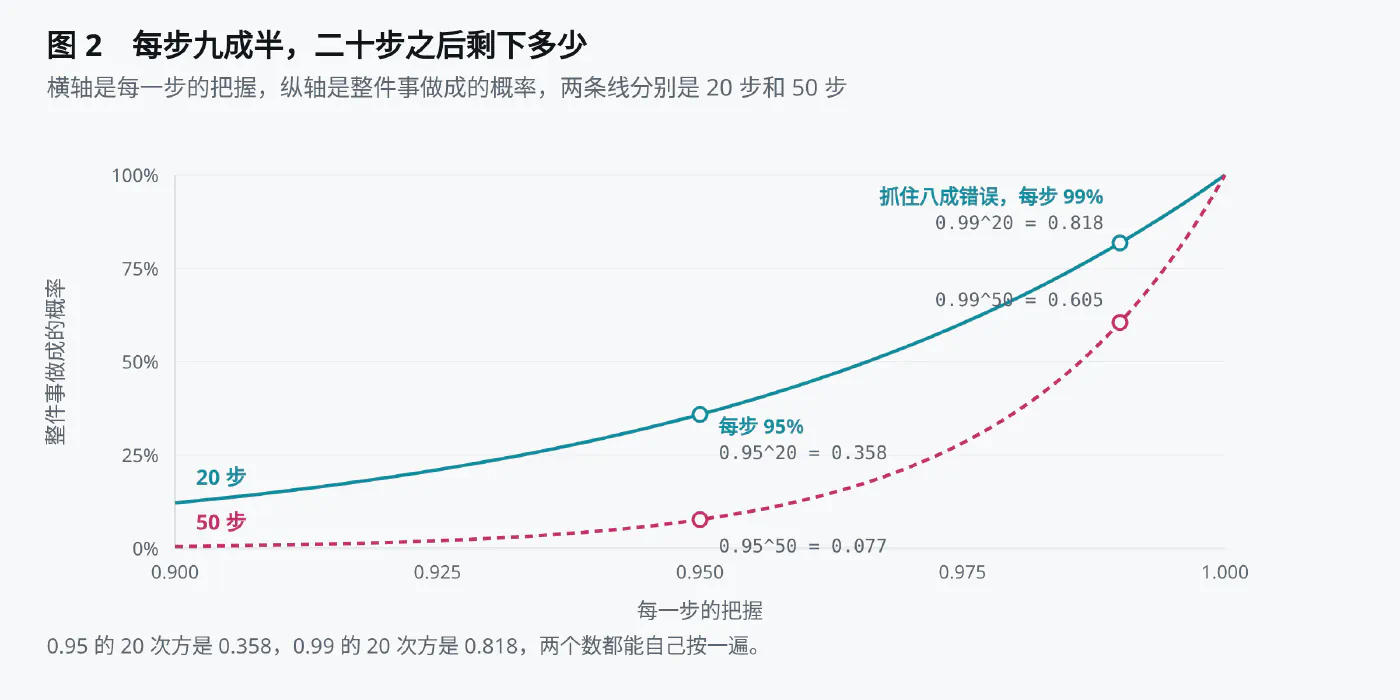 图 2 每步九成半，二十步之后剩下多少
横轴是每一步的把握，纵轴是整件事做成的概率，两条线分别是 20 步和 50 步
100%
75%
50%
25%
0%
整件事做成的概率
抓住八成错误，每步 99%
0.99^20 = 0.818
0.99^50 = 0.605
每步 95%
0.95^20 = 0.358
0.95^50 = 0.077
20 步
50 步
0.900
0.925
0.950
0.975
1.000
每一步的把握
0.95 的 20 次方是 0.358，0.99 的 20 次方是 0.818，两个数都能自己按一遍。